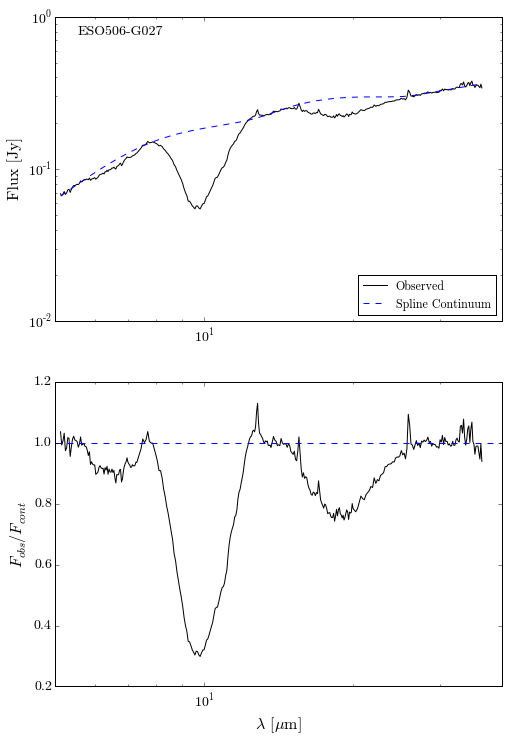 ESO506-G027
10^0
10^-1
10^-2
Flux [Jy]
Observed
Spline Continuum
10^1
1.2
1.0
0.8
0.6
0.4
0.2
F_obs/F_cont
10^1
λ [μm]